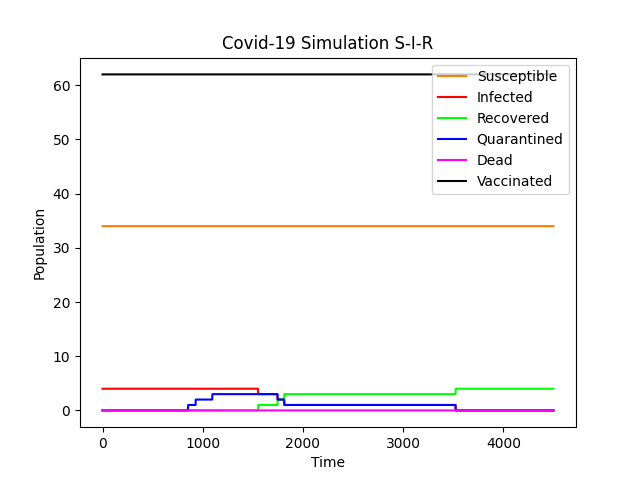 Covid-19 Simulation S-I-R
Susceptible
Infected
Recovered
Quarantined
Dead
Vaccinated
Population
60
50
40
30
20
10
0
0 1000 2000 3000 4000
Time